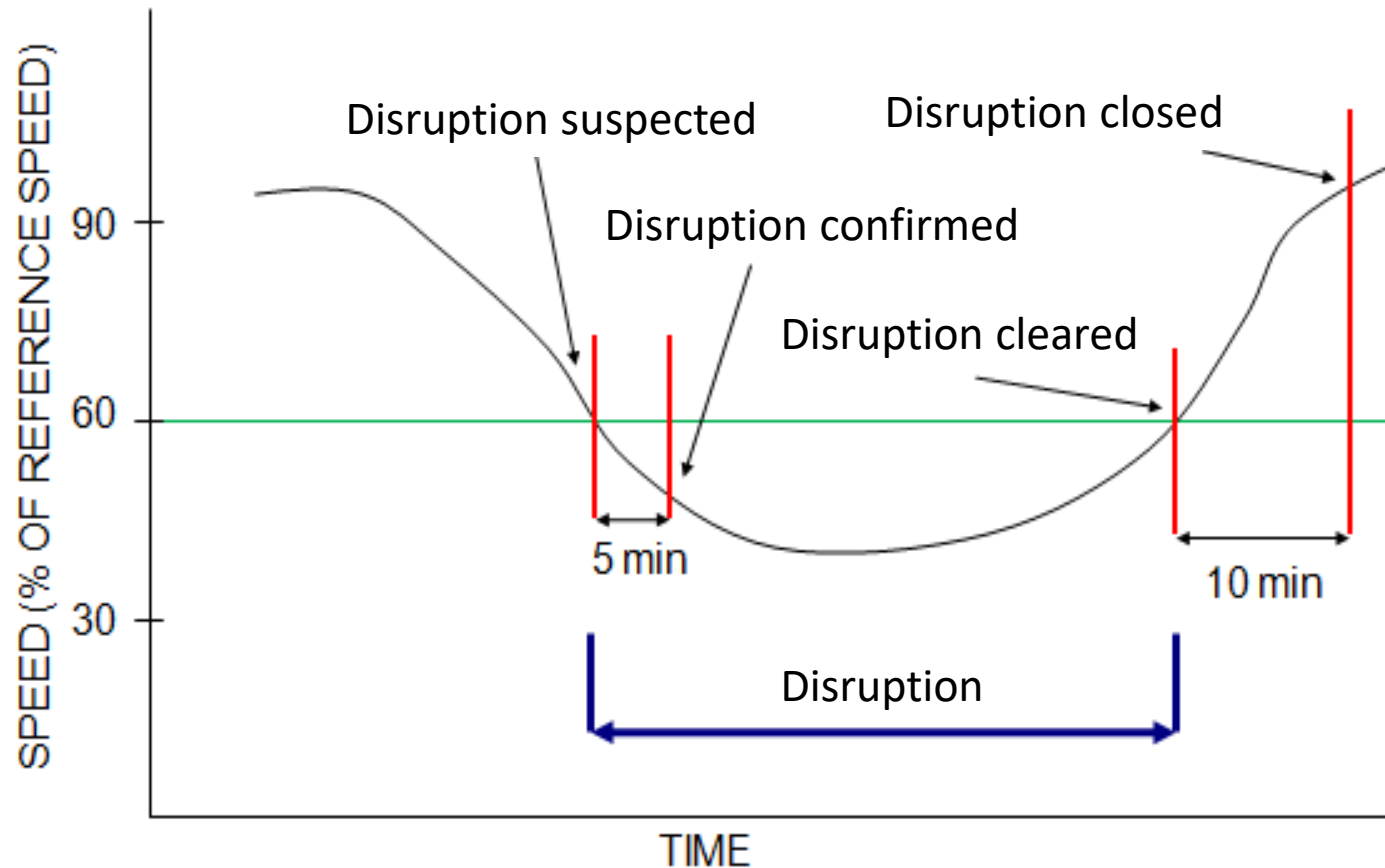 SPEED (% OF REFERENCE SPEED)
90
60
30
Disruption suspected
Disruption closed
Disruption confirmed
Disruption cleared
5 min
10 min
Disruption
TIME